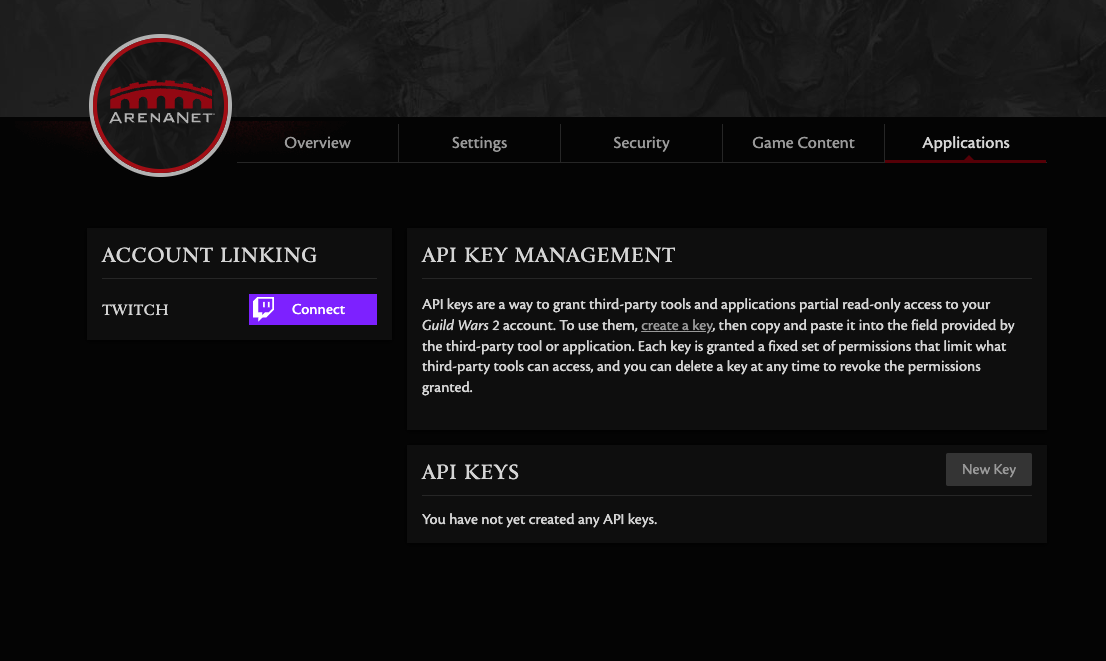 ARENANET
Overview
Settings
Security
Game Content
Applications
ACCOUNT LINKING
TWITCH
Connect
API KEY MANAGEMENT
API keys are a way to grant third-party tools and applications partial read-only access to your
Guild Wars 2 account. To use them, create a key, then copy and paste it into the field provided by
the third-party tool or application. Each key is granted a fixed set of permissions that limit what
third-party tools can access, and you can delete a key at any time to revoke the permissions
granted.
API KEYS
New Key
You have not yet created any API keys.